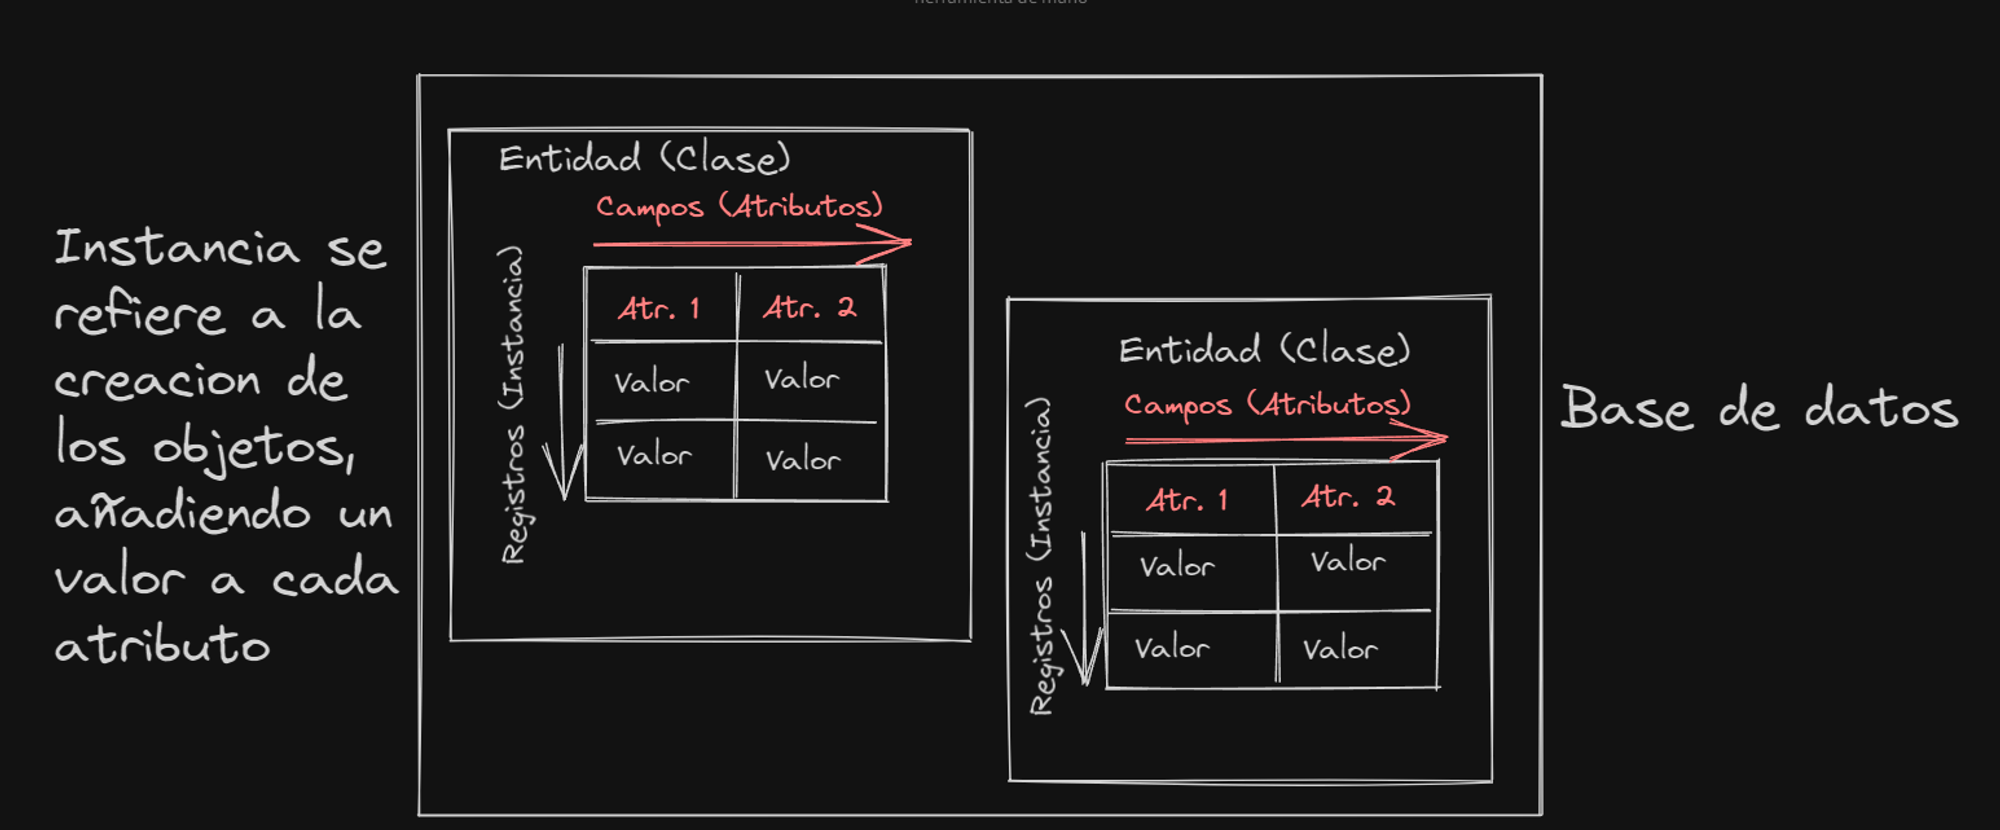 Instancia se
refiere a la
creacion de
los objetos,
añadiendo un
valor a cada
atributo
Entidad (Clase)
Campos (Atributos)
Registros (Instancia)
Atr. 1 Atr. 2
Valor Valor
Valor Valor
Entidad (Clase)
Campos (Atributos)
Registros (Instancia)
Atr. 1 Atr. 2
Valor Valor
Valor Valor
Base de datos